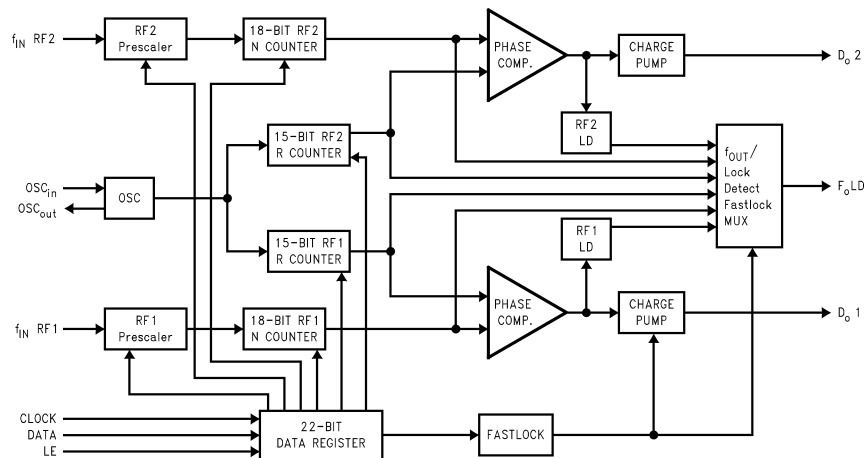 f_IN RF2
RF2
Prescaler
18-BIT RF2
N COUNTER
PHASE
COMP.
CHARGE
PUMP
D_o 2
RF2
LD
15-BIT RF2
R COUNTER
f_OUT/
Lock
Detect
Fastlock
MUX
F_oLD
OSC_in
OSC_out
OSC
15-BIT RF1
R COUNTER
RF1
LD
f_IN RF1
RF1
Prescaler
18-BIT RF1
N COUNTER
PHASE
COMP.
CHARGE
PUMP
D_o 1
CLOCK
DATA
LE
22-BIT
DATA REGISTER
FASTLOCK